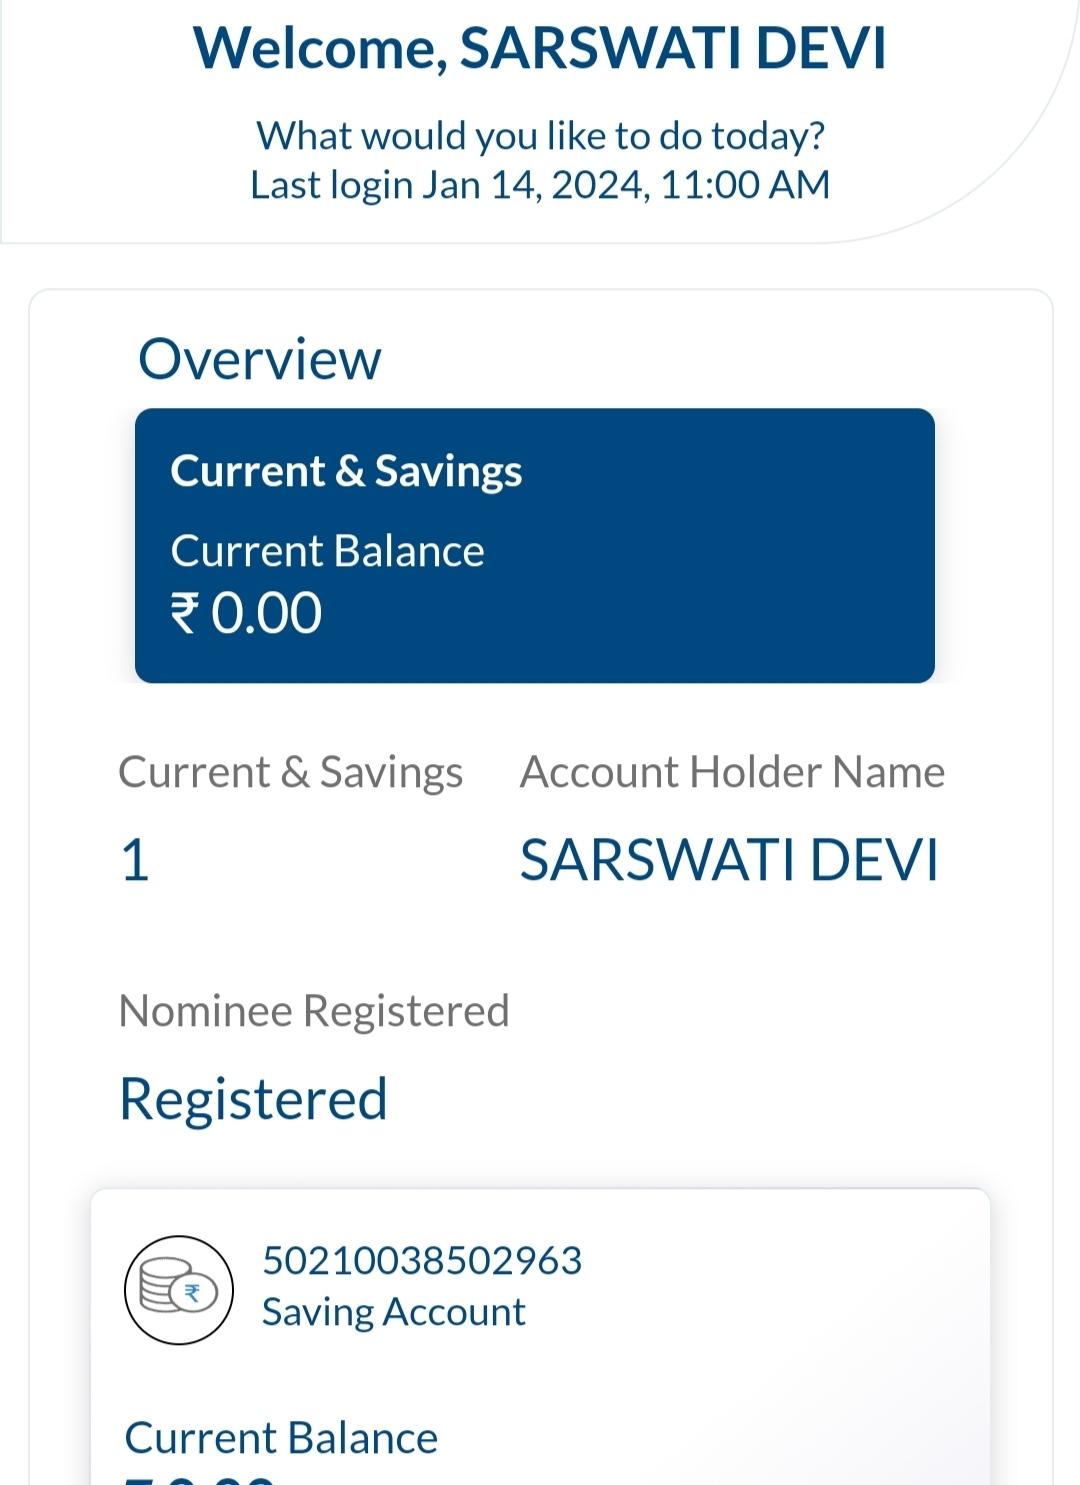 Welcome, SARSWATI DEVI
What would you like to do today?
Last login Jan 14, 2024, 11:00 AM
Overview
Current & Savings
Current Balance
₹ 0.00
Current & Savings
1
Account Holder Name
SARSWATI DEVI
Nominee Registered
Registered
₹
50210038502963
Saving Account
Current Balance